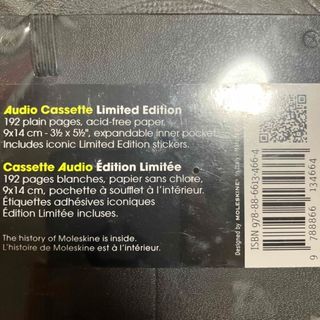 Audio Cassette Limited Edition
192 plain pages, acid-free paper,
9x14 cm - 3½ x 5½", expandable inner pocket.
Includes iconic Limited Edition stickers.
Cassette Audio Édition Limitée
192 pages blanches, papier sans chlore,
9x14 cm, pochette à soufflet à l'intérieur.
Étiquettes adhésives iconiques
Édition Limitée incluses.
The history of Moleskine is inside.
L'histoire de Moleskine est à l'intérieur.
Designed by MOLESKINE®
ISBN 978-88-6613-466-4
9 788866 134664